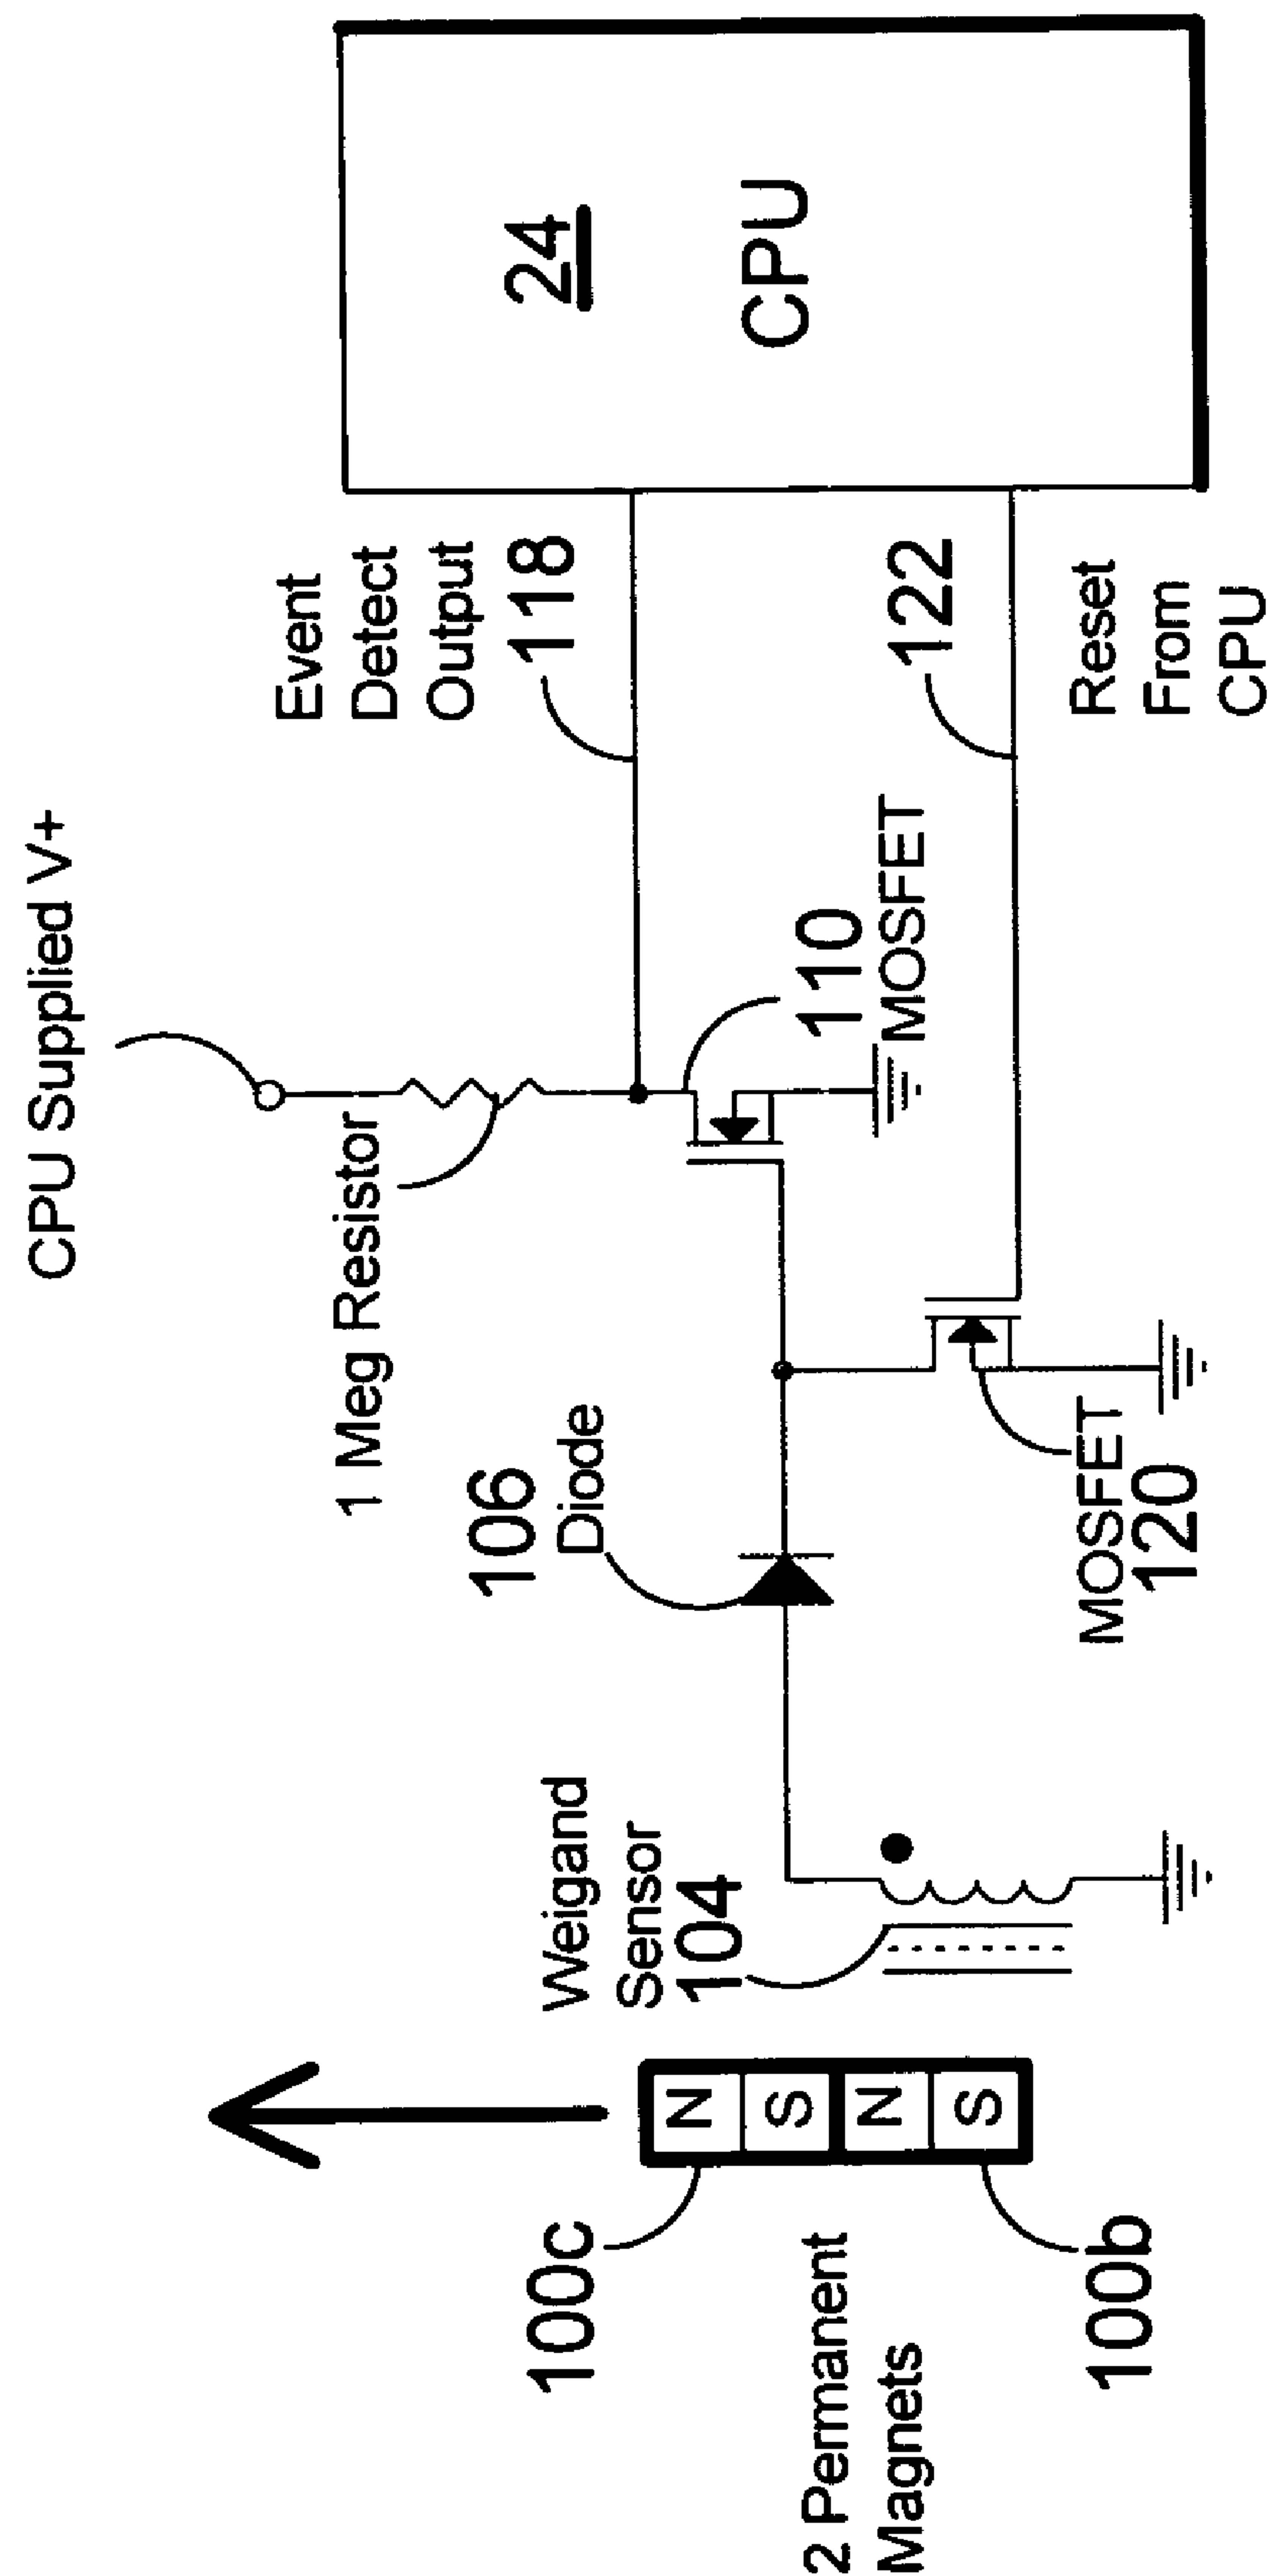 CPU Supplied V+
1 Meg Resistor
Event
Detect
Output
118
24
CPU
106
Diode
110
MOSFET
122
Reset
From
CPU
MOSFET
120
Weigand
Sensor
104
100c
N
S
N
S
2 Permanent
Magnets
100b